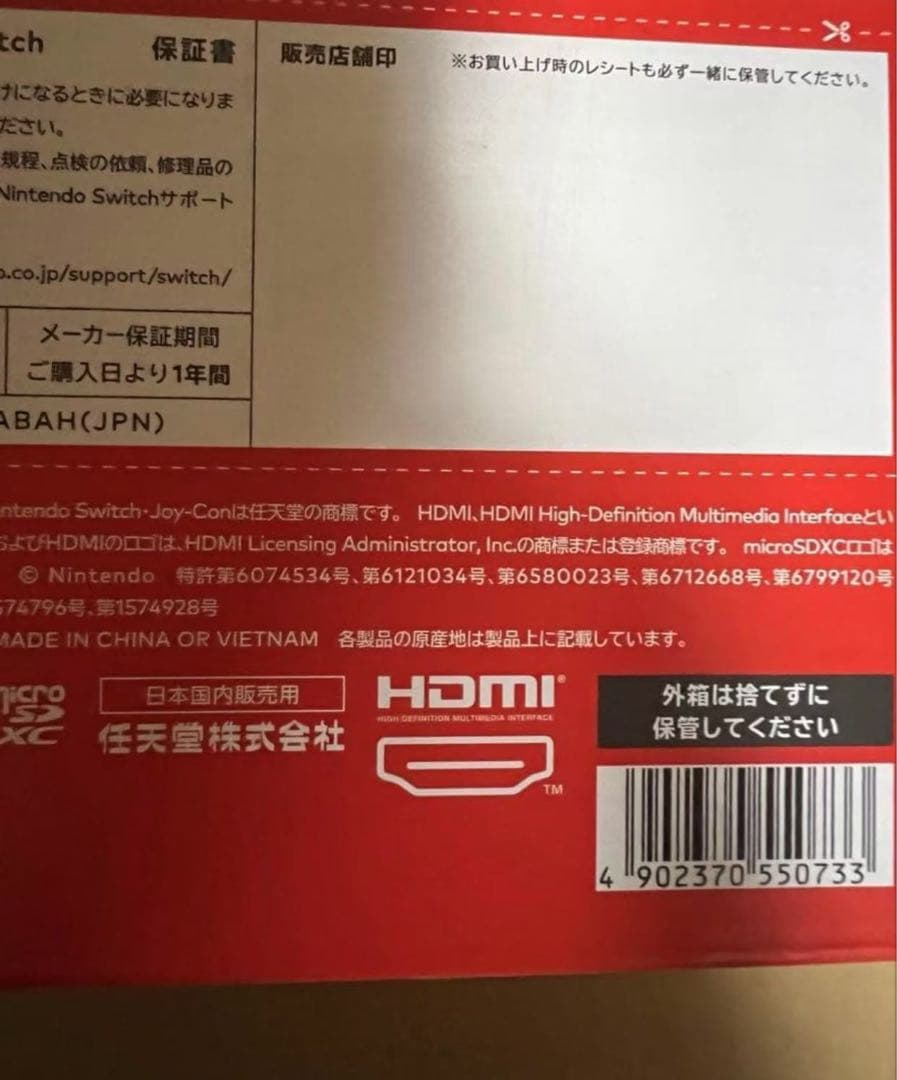 tch 保証書
けになるときに必要になりま
ださい。
規程、点検の依頼、修理品の
Nintendo Switchサポート
o.co.jp/support/switch/
メーカー保証期間
ご購入日より1年間
ABAH(JPN)
販売店舗印
※お買い上げ時のレシートも必ず一緒に保管してください。
ntendo Switch・Joy-Conは任天堂の商標です。 HDMI、HDMI High-Definition Multimedia Interfaceとい
およびHDMIのロゴは、HDMI Licensing Administrator, Inc.の商標または登録商標です。 microSDXCロゴは
© Nintendo 特許第6074534号、第6121034号、第6580023号、第6712668号、第6799120号
574796号、第1574928号
MADE IN CHINA OR VIETNAM 各製品の原産地は製品上に記載しています。
micro
SD
XC
日本国内販売用
任天堂株式会社
HDMI®
HIGH-DEFINITION MULTIMEDIA INTERFACE
TM
外箱は捨てずに
保管してください
4 902370 550733